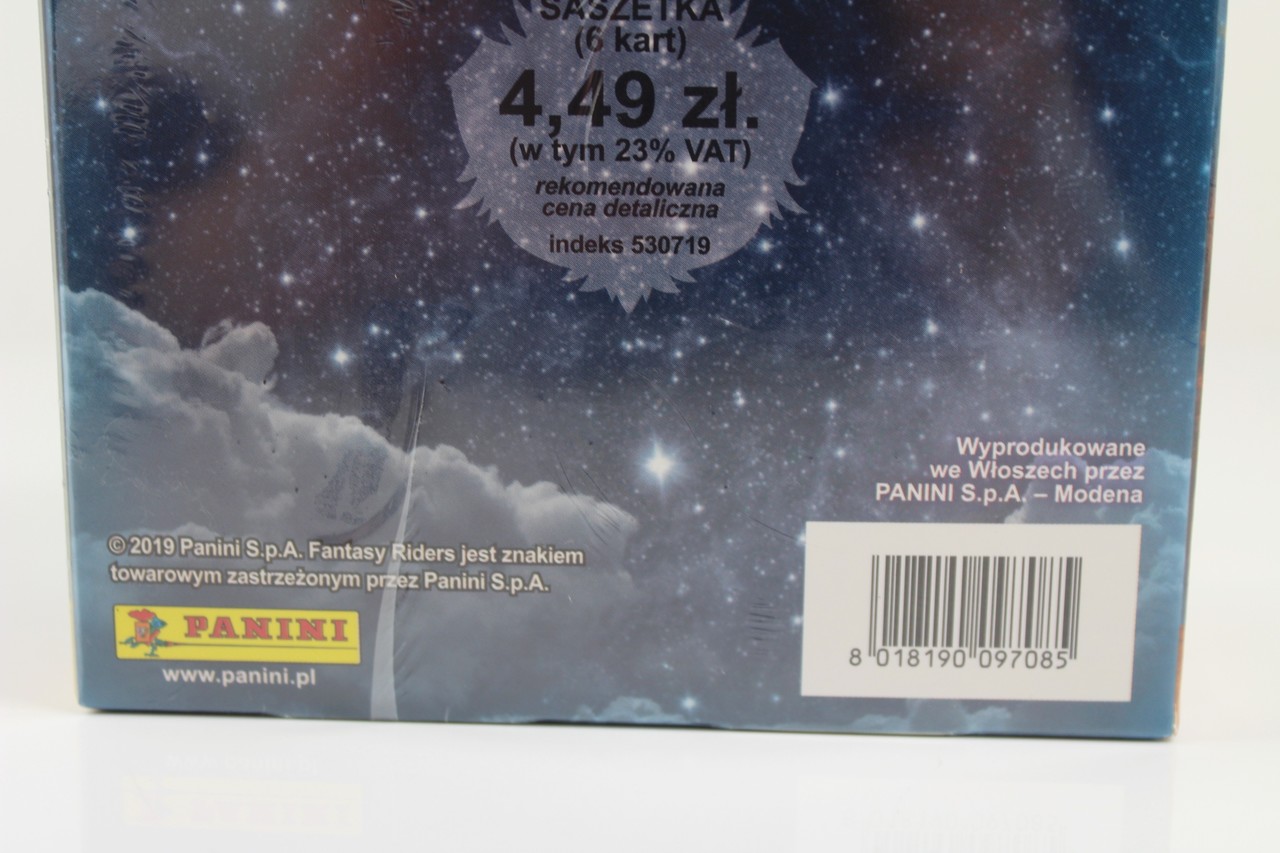 SASZETKA
(6 kart)
4,49 zł.
(w tym 23% VAT)
rekomendowana
cena detaliczna
indeks 530719
Wyprodukowane
we Włoszech przez
PANINI S.p.A. – Modena
© 2019 Panini S.p.A. Fantasy Riders jest znakiem
towarowym zastrzeżonym przez Panini S.p.A.
PANINI
www.panini.pl
8 018190 097085